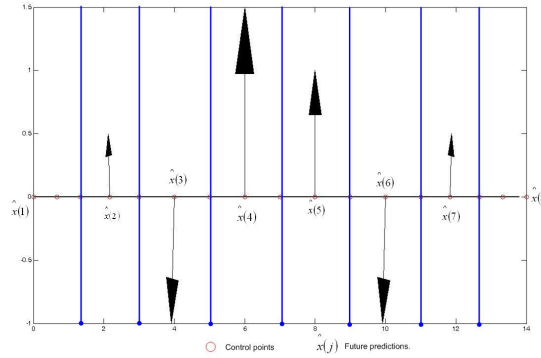 1.5
1
0.5
x̂(3)
x̂(6)
0
x̂(1)
x̂(2)
x̂(4)
x̂(5)
x̂(7)
x̂(
-0.5
-1
0 2 4 6 8 10 12 14
Control points x̂(j) Future predictions.